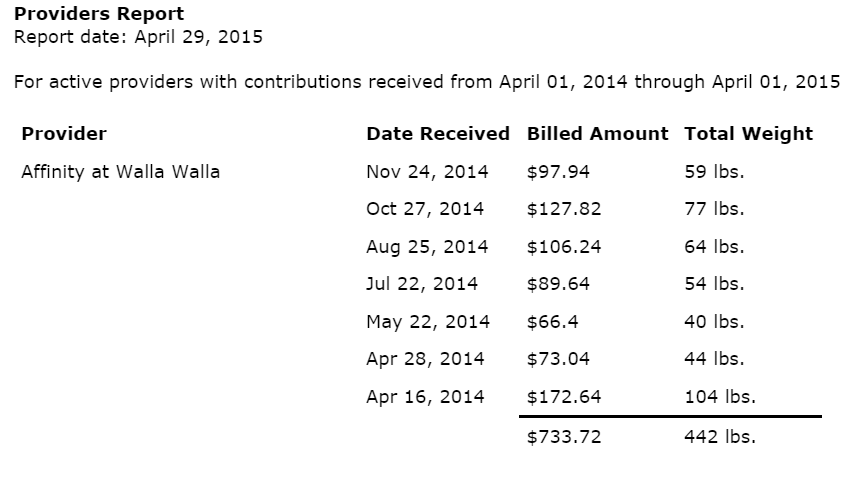 Providers Report
Report date: April 29, 2015
For active providers with contributions received from April 01, 2014 through April 01, 2015
Provider Date Received Billed Amount Total Weight
Affinity at Walla Walla Nov 24, 2014 $97.94 59 lbs.
Oct 27, 2014 $127.82 77 lbs.
Aug 25, 2014 $106.24 64 lbs.
Jul 22, 2014 $89.64 54 lbs.
May 22, 2014 $66.4 40 lbs.
Apr 28, 2014 $73.04 44 lbs.
Apr 16, 2014 $172.64 104 lbs.
$733.72 442 lbs.